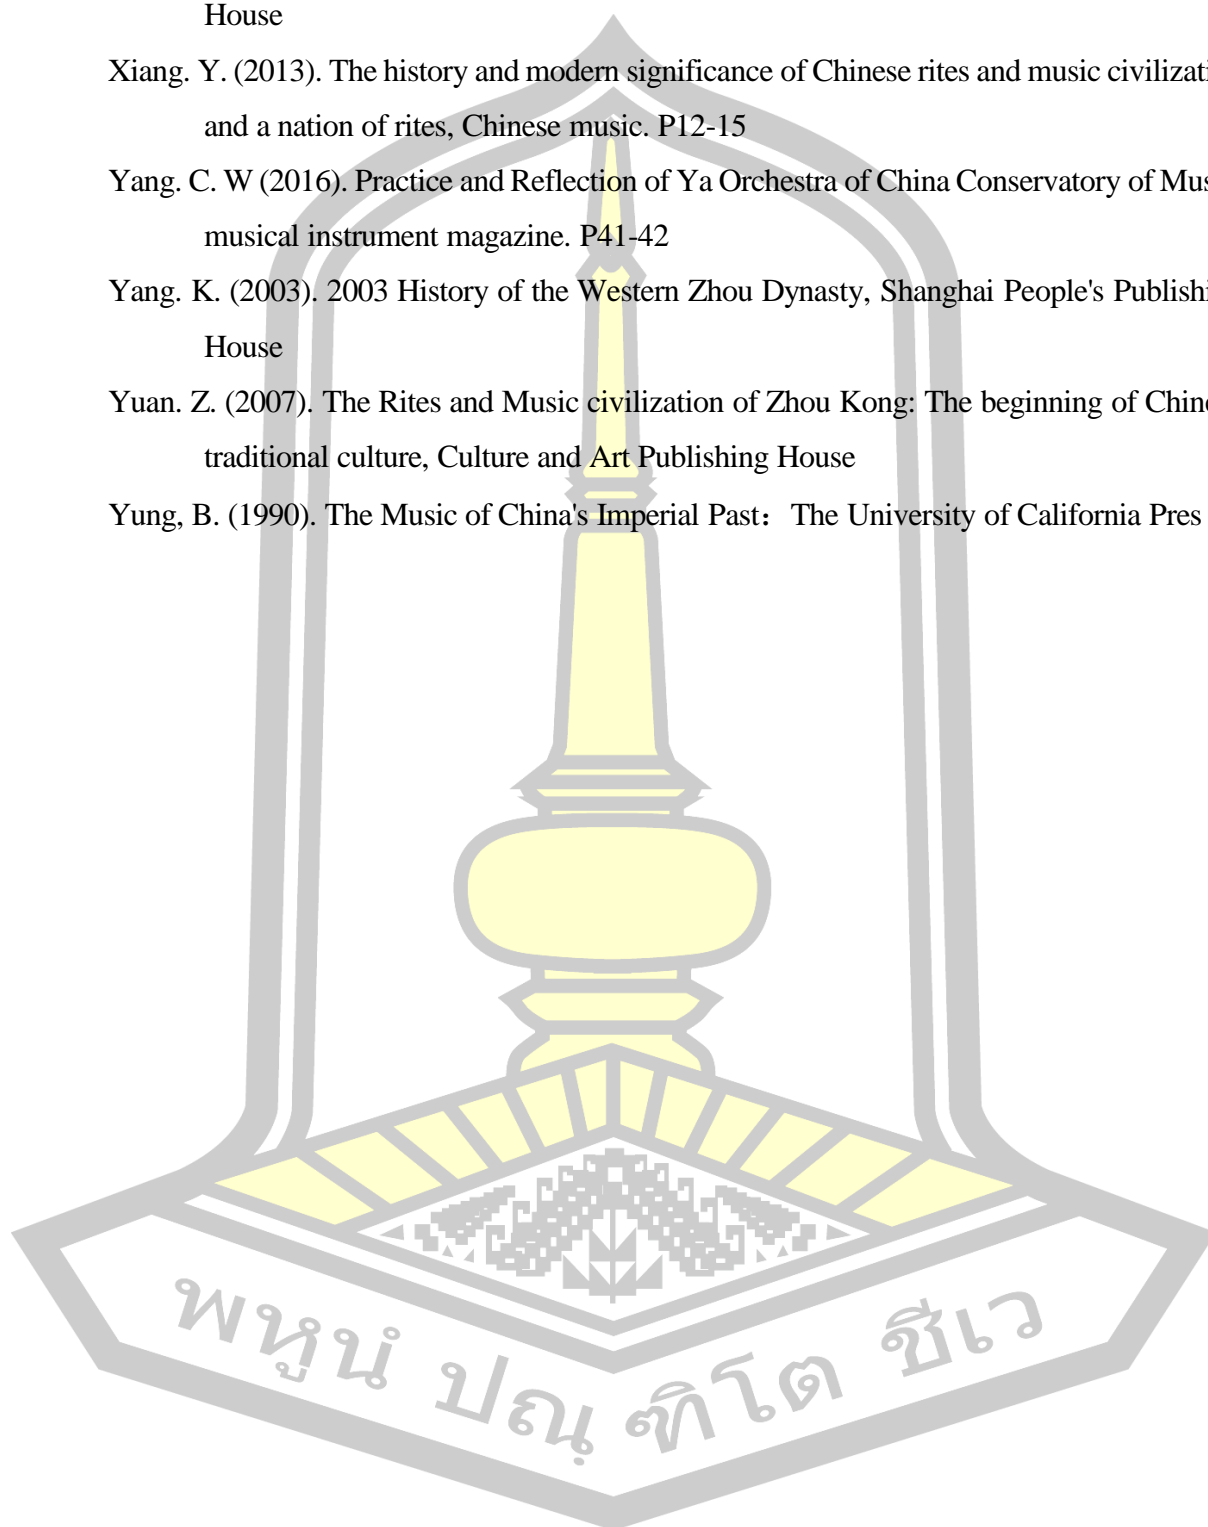 House
Xiang. Y. (2013). The history and modern significance of Chinese rites and music civilizati
and a nation of rites, Chinese music. P12-15
Yang. C. W (2016). Practice and Reflection of Ya Orchestra of China Conservatory of Mus
musical instrument magazine. P41-42
Yang. K. (2003). 2003 History of the Western Zhou Dynasty, Shanghai People's Publishi
House
Yuan. Z. (2007). The Rites and Music civilization of Zhou Kong: The beginning of Chine
traditional culture, Culture and Art Publishing House
Yung, B. (1990). The Music of China's Imperial Past：The University of California Pres
พหูนํ ปณฺ ฑิโต ชีเว